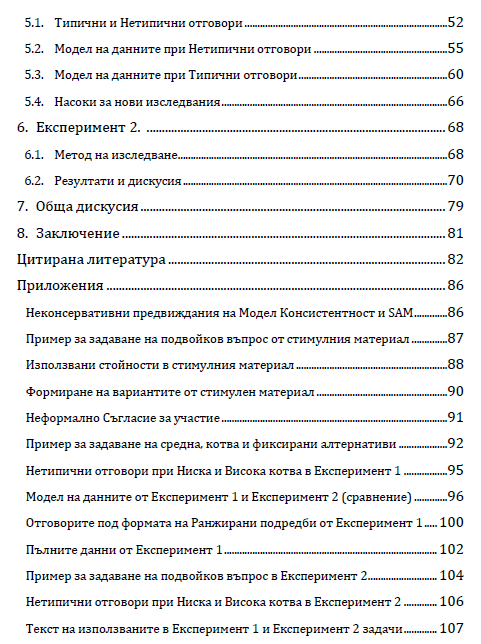 5.1. Типични и Нетипични отговори ........ 52
5.2. Модел на данните при Нетипични отговори ........ 55
5.3. Модел на данните при Типични отговори ........ 60
5.4. Насоки за нови изследвания ........ 66
6. Експеримент 2. ........ 68
6.1. Метод на изследване ........ 68
6.2. Резултати и дискусия ........ 70
7. Обща дискусия ........ 79
8. Заключение ........ 81
Цитирана литература ........ 82
Приложения ........ 86
Неконсервативни предвиждания на Модел Консистентност и SAM ........ 86
Пример за задаване на подвойков въпрос от стимулния материал ........ 87
Използвани стойности в стимулния материал ........ 88
Формиране на вариантите от стимулен материал ........ 90
Неформално Съгласие за участие ........ 91
Пример за задаване на средна, котва и фиксирани алтернативи ........ 92
Нетипични отговори при Ниска и Висока котва в Експеримент 1 ........ 95
Модел на данните от Експеримент 1 и Експеримент 2 (сравнение) ........ 96
Отговорите под формата на Ранжирани подредби от Експеримент 1 ..... 100
Пълните данни от Експеримент 1 ........ 102
Пример за задаване на подвойков въпрос в Експеримент 2 ........ 104
Нетипични отговори при Ниска и Висока котва в Експеримент 2 ........ 106
Текст на използваните в Експеримент 1 и Експеримент 2 задачи ........ 107